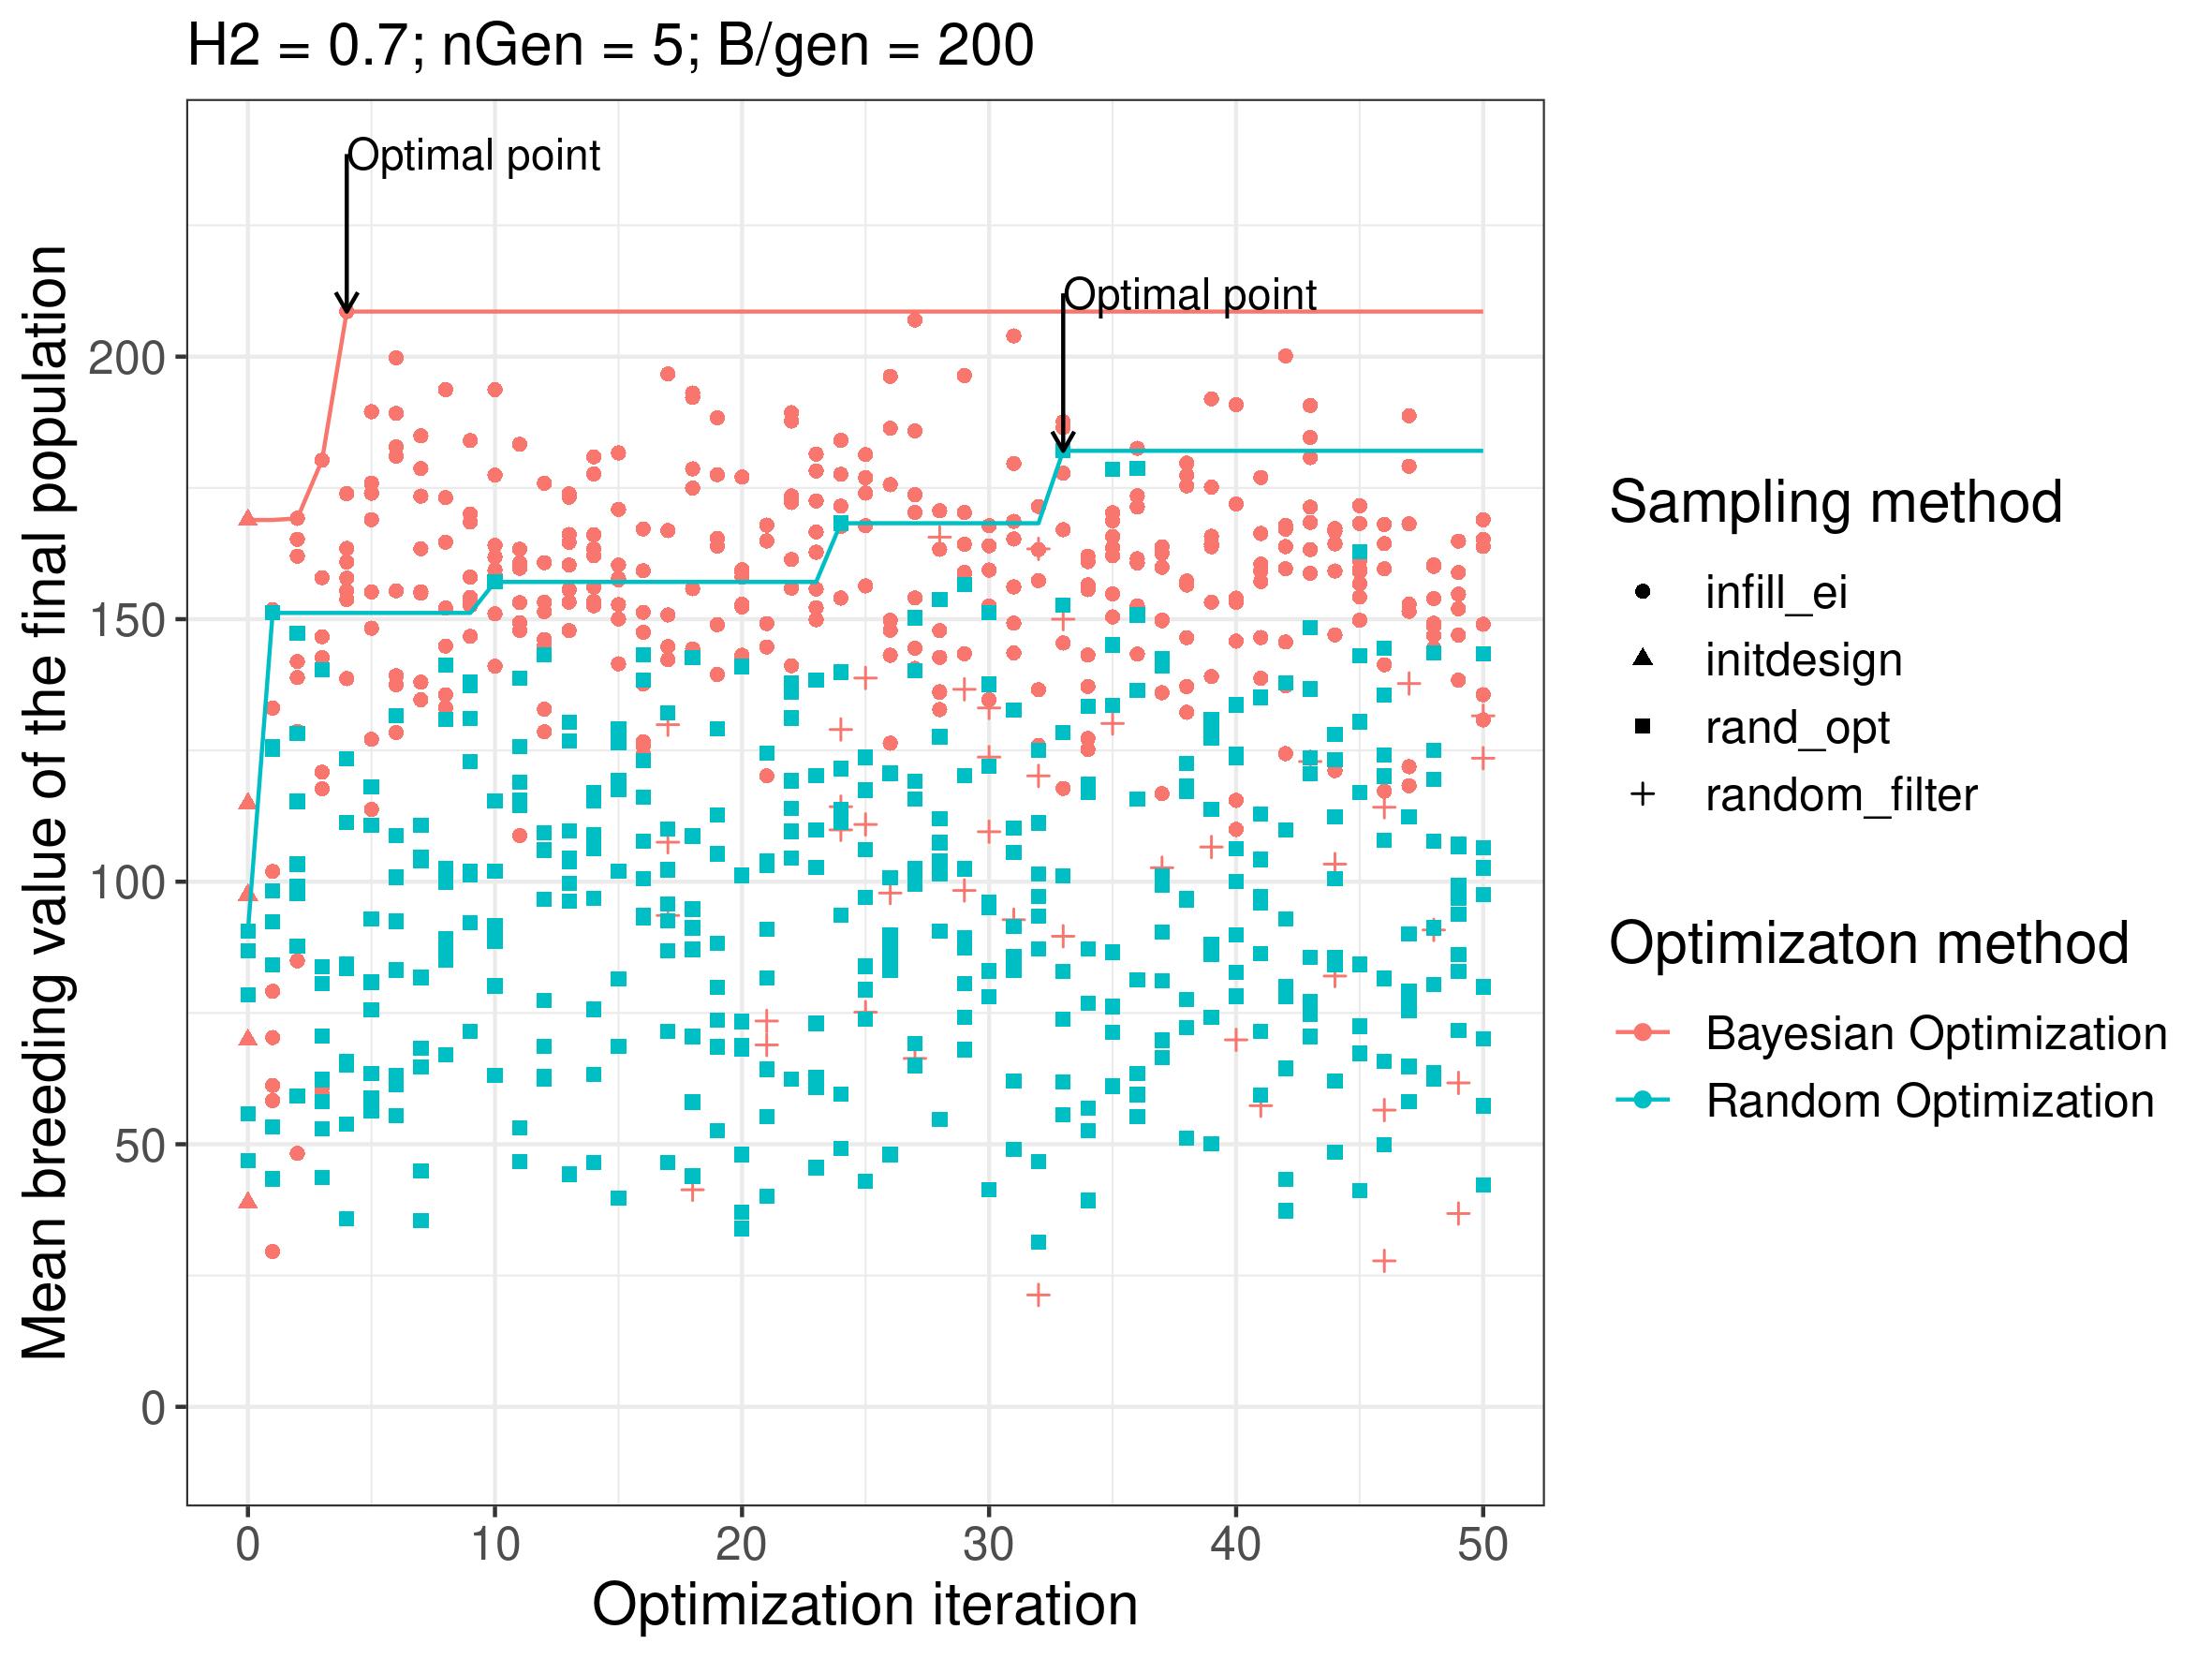 H2 = 0.7; nGen = 5; B/gen = 200
Mean breeding value of the final population
200
150
100
50
0
Optimal point
Optimal point
0 10 20 30 40 50
Optimization iteration
Sampling method
infill_ei
initdesign
rand_opt
random_filter
Optimizaton method
Bayesian Optimization
Random Optimization